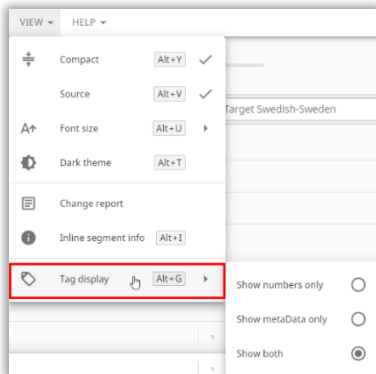 VIEW HELP
Compact Alt+Y
Source Alt+V
Target Swedish-Sweden
Font size Alt+U
Dark theme Alt+T
Change report
Inline segment info Alt+I
Tag display Alt+G
Show numbers only
Show metaData only
Show both